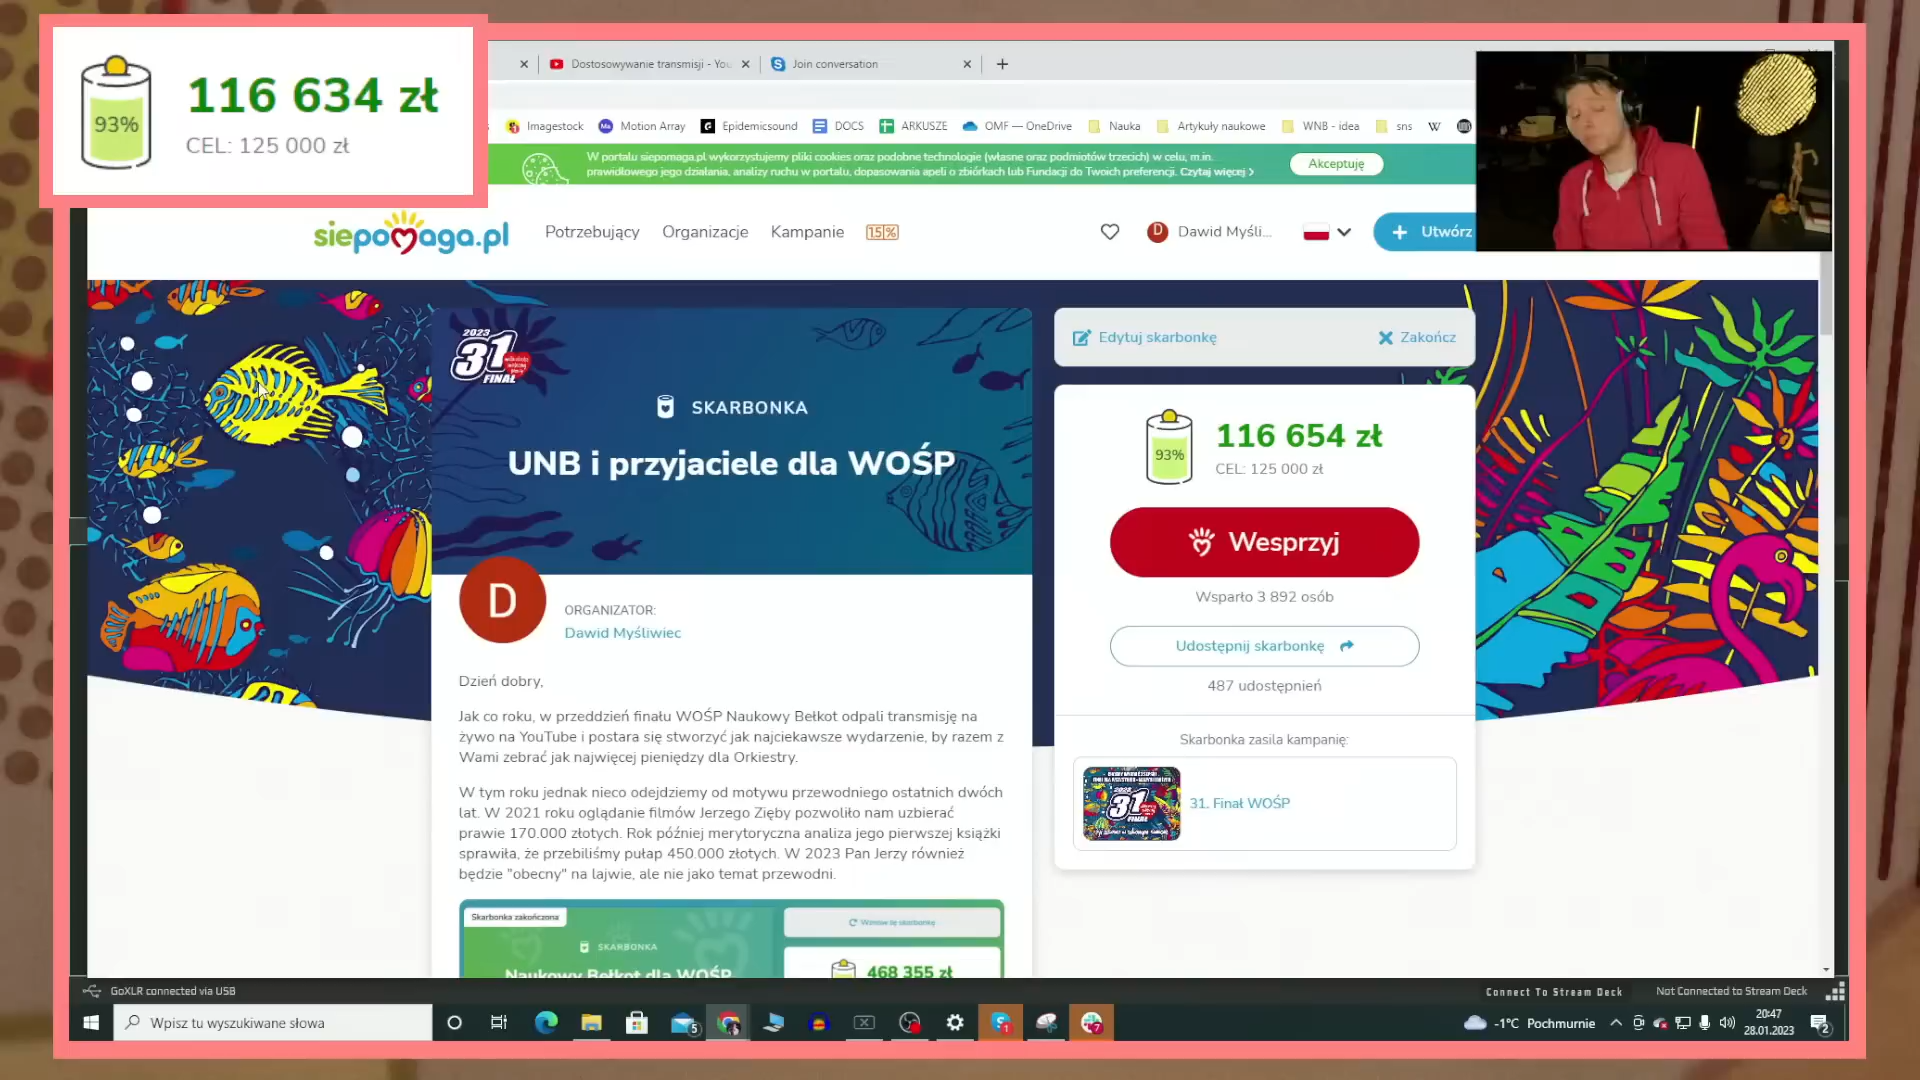 116 634 zł
93%
CEL: 125 000 zł
Dostosowywanie transmisji - You
Join conversation
Imagestock
Motion Array
Epidemicsound
DOCS
ARKUSZE
OMF — OneDrive
Nauka
Artykuły naukowe
WNB - idea
sns
W portalu siepomaga.pl wykorzystujemy pliki cookies oraz podobne technologie (własne oraz podmiotów trzecich) w celu, m.in.
prawidłowego jego działania, analizy ruchu w portalu, dopasowania apeli o zbiórkach lub Fundacji do Twoich preferencji. Czytaj więcej
Akceptuję
siepomaga.pl
Potrzebujący
Organizacje
Kampanie
1.5%
D
Dawid Myśli...
Utwórz
2023
31
FINAŁ
SKARBONKA
UNB i przyjaciele dla WOŚP
D
ORGANIZATOR:
Dawid Myśliwiec
Dzień dobry,
Jak co roku, w przeddzień finału WOŚP Naukowy Bełkot odpali transmisję na
żywo na YouTube i postara się stworzyć jak najciekawsze wydarzenie, by razem z
Wami zebrać jak najwięcej pieniędzy dla Orkiestry.
W tym roku jednak nieco odejdziemy od motywu przewodniego ostatnich dwóch
lat. W 2021 roku oglądanie filmów Jerzego Zięby pozwoliło nam uzbierać
prawie 170.000 złotych. Rok później merytoryczna analiza jego pierwszej książki
sprawiła, że przebiliśmy pułap 450.000 złotych. W 2023 Pan Jerzy również
będzie "obecny" na lajwie, ale nie jako temat przewodni.
Skarbonka zakończona
SKARBONKA
Naukowy Bełkot dla WOŚP
Wznów tę skarbonkę
468 355 zł
Edytuj skarbonkę
Zakończ
116 654 zł
93%
CEL: 125 000 zł
Wesprzyj
Wsparło 3 892 osób
Udostępnij skarbonkę
487 udostępnień
Skarbonka zasila kampanię:
2023
31
31. Finał WOŚP
GoXLR connected via USB
Connect To Stream Deck
Not Connected to Stream Deck
Wpisz tu wyszukiwane słowa
5
1
7
-1°C Pochmurnie
20:47
28.01.2023
2